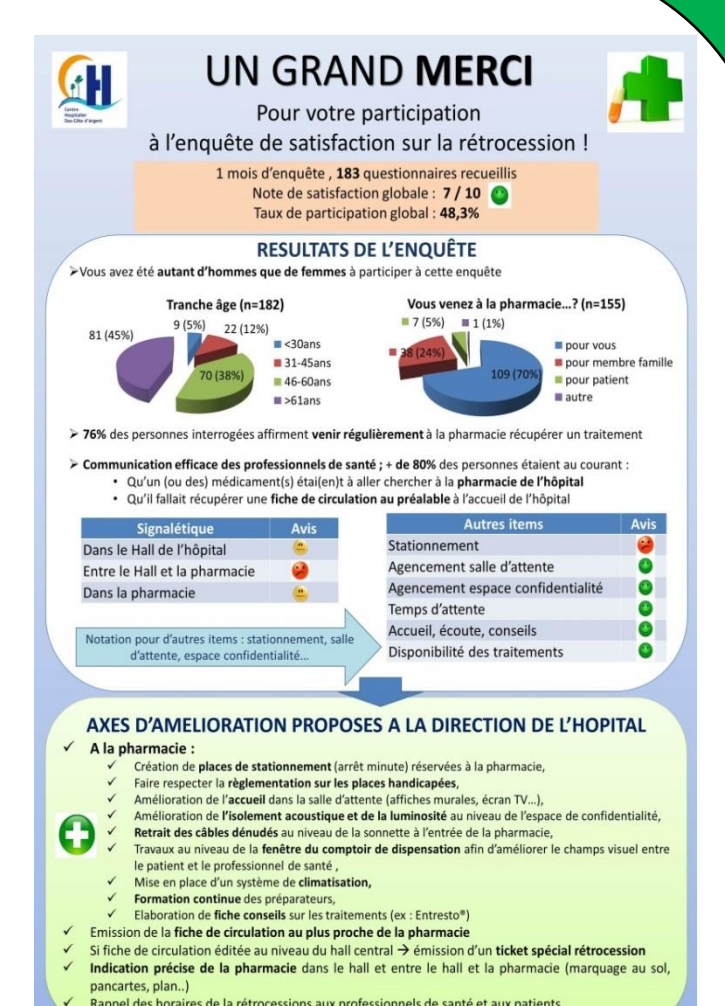 Centre
Hospitalier
Dax-Côte d'Argent
UN GRAND MERCI
Pour votre participation
à l'enquête de satisfaction sur la rétrocession !
1 mois d'enquête , 183 questionnaires recueillis
Note de satisfaction globale : 7 / 10
Taux de participation global : 48,3%
RESULTATS DE L'ENQUÊTE
➢Vous avez été autant d'hommes que de femmes à participer à cette enquête
Tranche âge (n=182)
9 (5%)
22 (12%)
81 (45%)
70 (38%)
<30ans
31-45ans
46-60ans
>61ans
Vous venez à la pharmacie...? (n=155)
7 (5%)
1 (1%)
38 (24%)
109 (70%)
pour vous
pour membre famille
pour patient
autre
➢ 76% des personnes interrogées affirment venir régulièrement à la pharmacie récupérer un traitement
➢ Communication efficace des professionnels de santé ; + de 80% des personnes étaient au courant :
• Qu'un (ou des) médicament(s) étai(en)t à aller chercher à la pharmacie de l'hôpital
• Qu'il fallait récupérer une fiche de circulation au préalable à l'accueil de l'hôpital
Signalétique Avis
Dans le Hall de l'hôpital
Entre le Hall et la pharmacie
Dans la pharmacie
Autres items Avis
Stationnement
Agencement salle d'attente
Agencement espace confidentialité
Temps d'attente
Accueil, écoute, conseils
Disponibilité des traitements
Notation pour d'autres items : stationnement, salle
d'attente, espace confidentialité...
AXES D'AMELIORATION PROPOSES A LA DIRECTION DE L'HOPITAL
✓ A la pharmacie :
✓ Création de places de stationnement (arrêt minute) réservées à la pharmacie,
✓ Faire respecter la règlementation sur les places handicapées,
✓ Amélioration de l'accueil dans la salle d'attente (affiches murales, écran TV...),
✓ Amélioration de l'isolement acoustique et de la luminosité au niveau de l'espace de confidentialité,
✓ Retrait des câbles dénudés au niveau de la sonnette à l'entrée de la pharmacie,
✓ Travaux au niveau de la fenêtre du comptoir de dispensation afin d'améliorer le champs visuel entre
le patient et le professionnel de santé ,
✓ Mise en place d'un système de climatisation,
✓ Formation continue des préparateurs,
✓ Elaboration de fiche conseils sur les traitements (ex : Entresto®)
✓ Emission de la fiche de circulation au plus proche de la pharmacie
✓ Si fiche de circulation éditée au niveau du hall central → émission d'un ticket spécial rétrocession
✓ Indication précise de la pharmacie dans le hall et entre le hall et la pharmacie (marquage au sol,
pancartes, plan..)
✓ Rappel des horaires de la rétrocessions aux professionnels de santé et aux patients